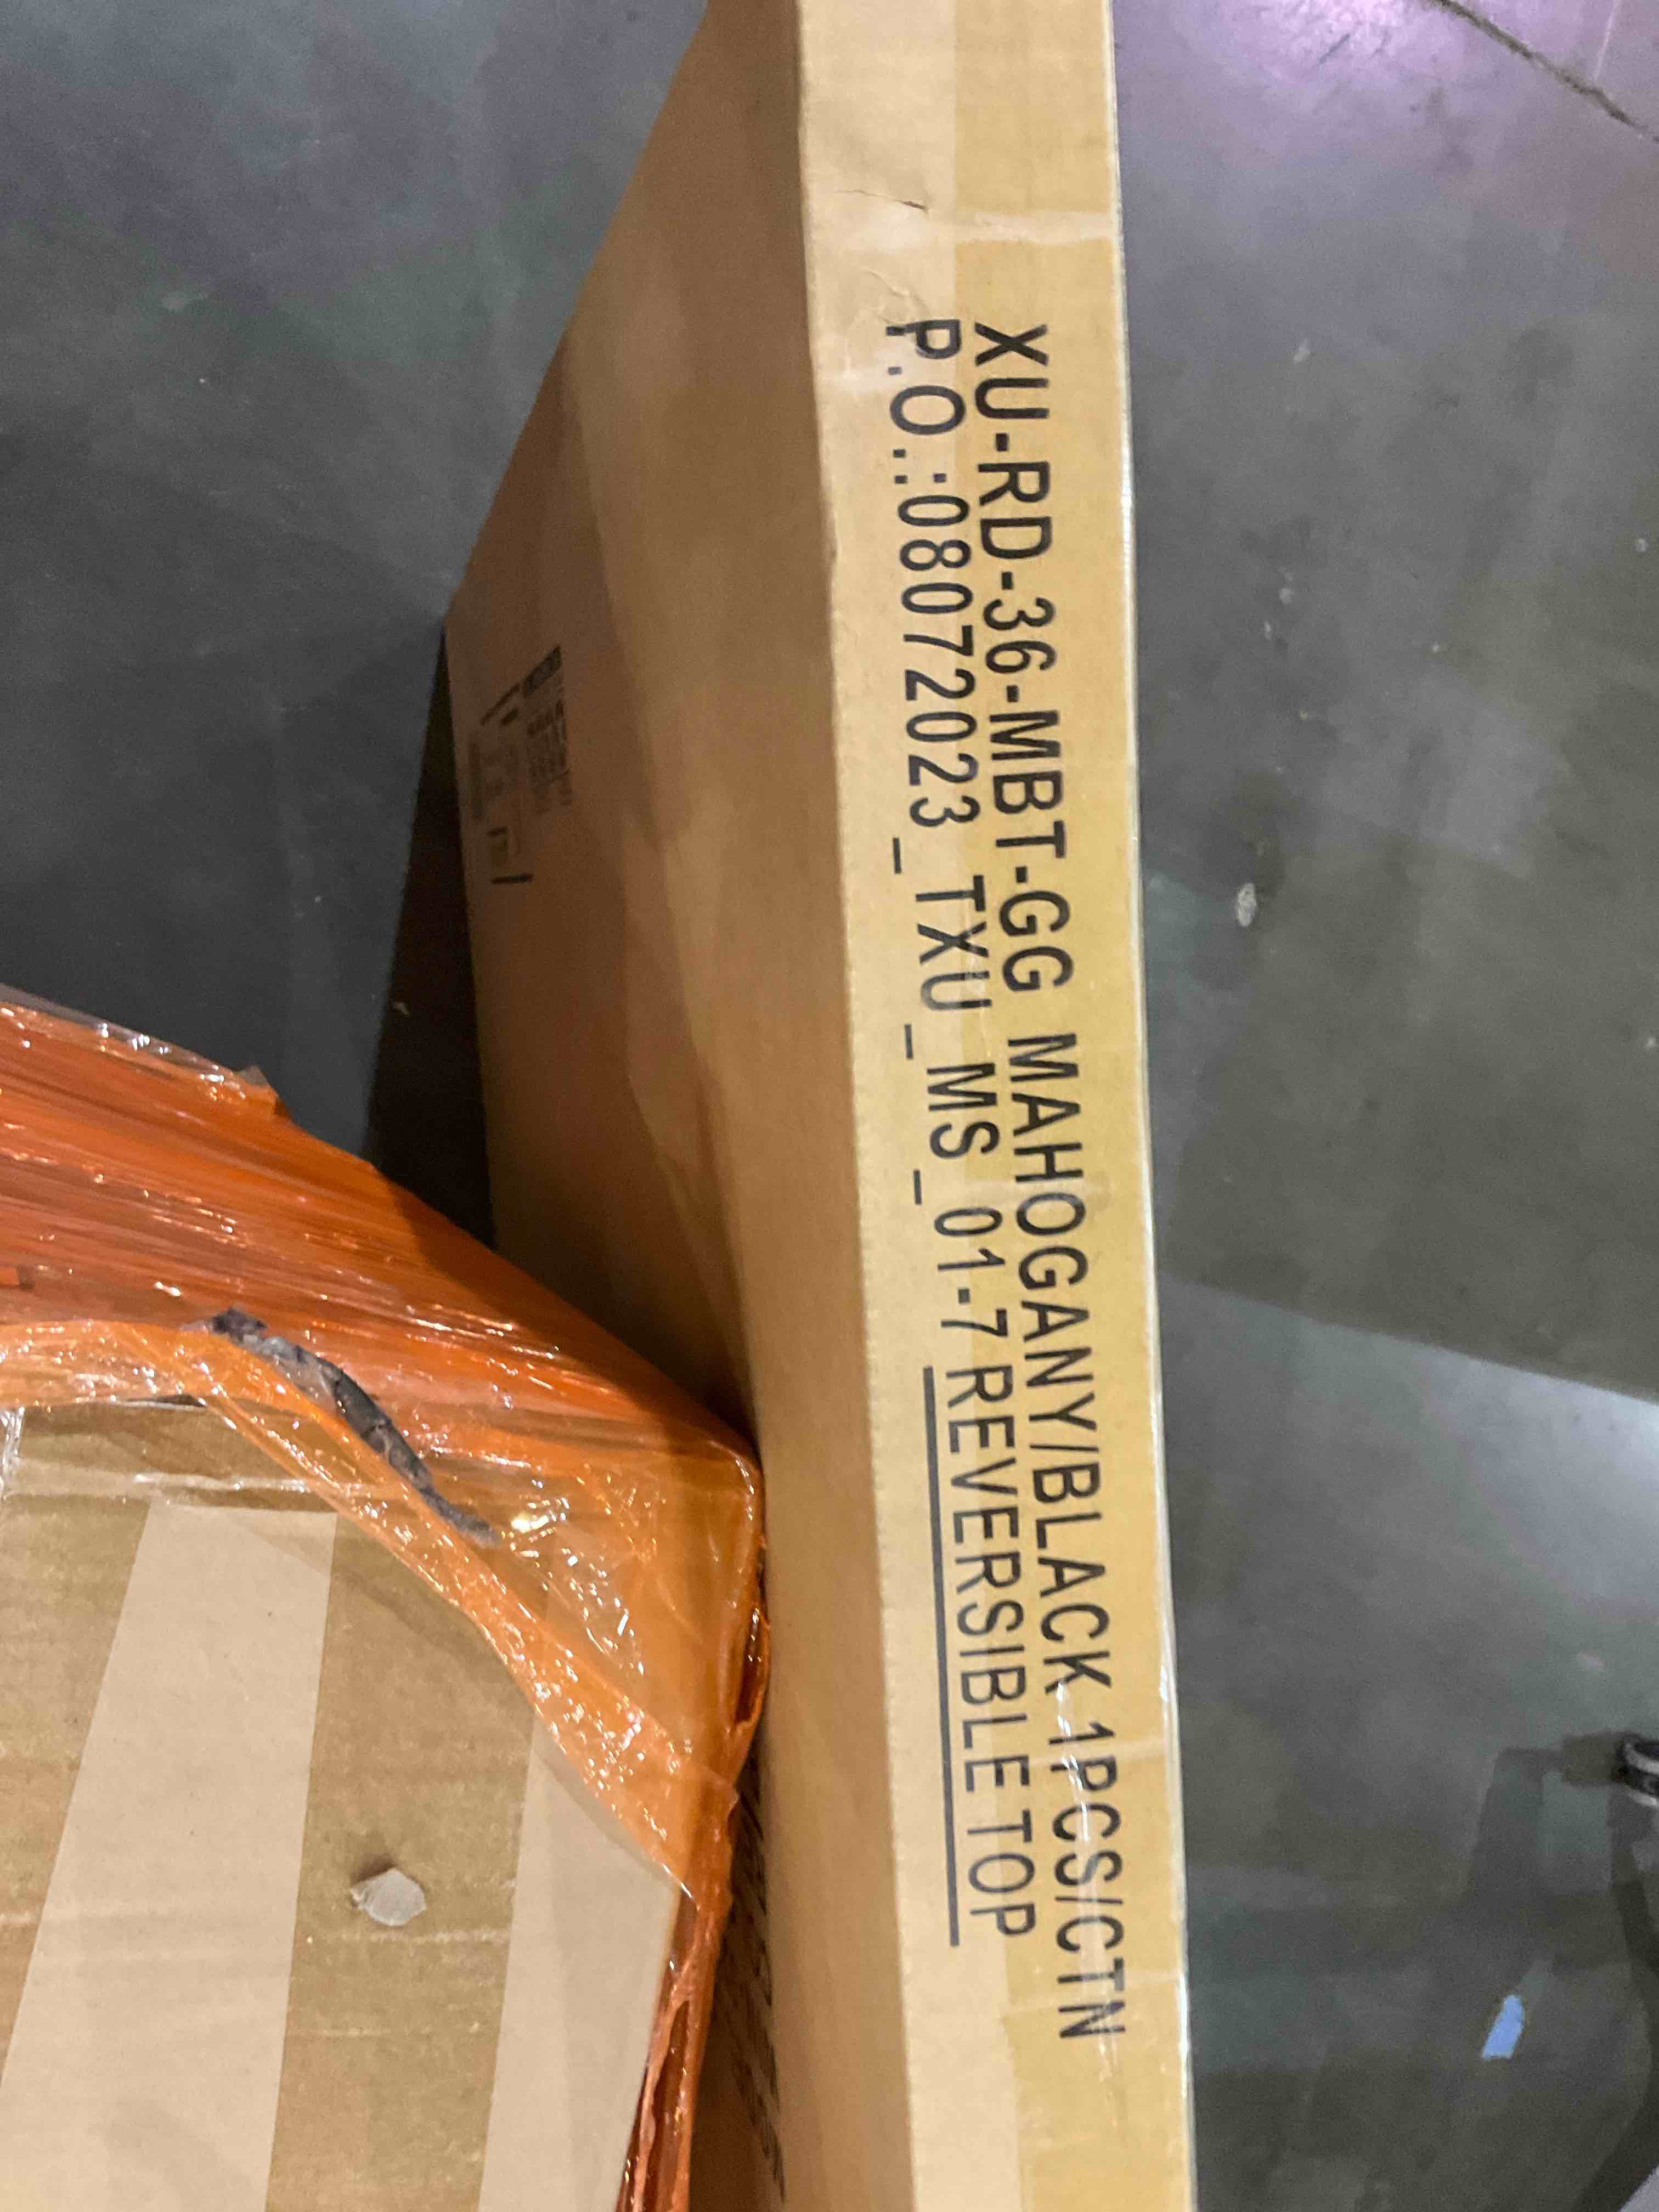 XU-RD-36-MBT-GG MAHOGANY/BLACK 1PCS/CTN
P.O.:08072023_TXU_MS_01-7 REVERSIBLE TOP